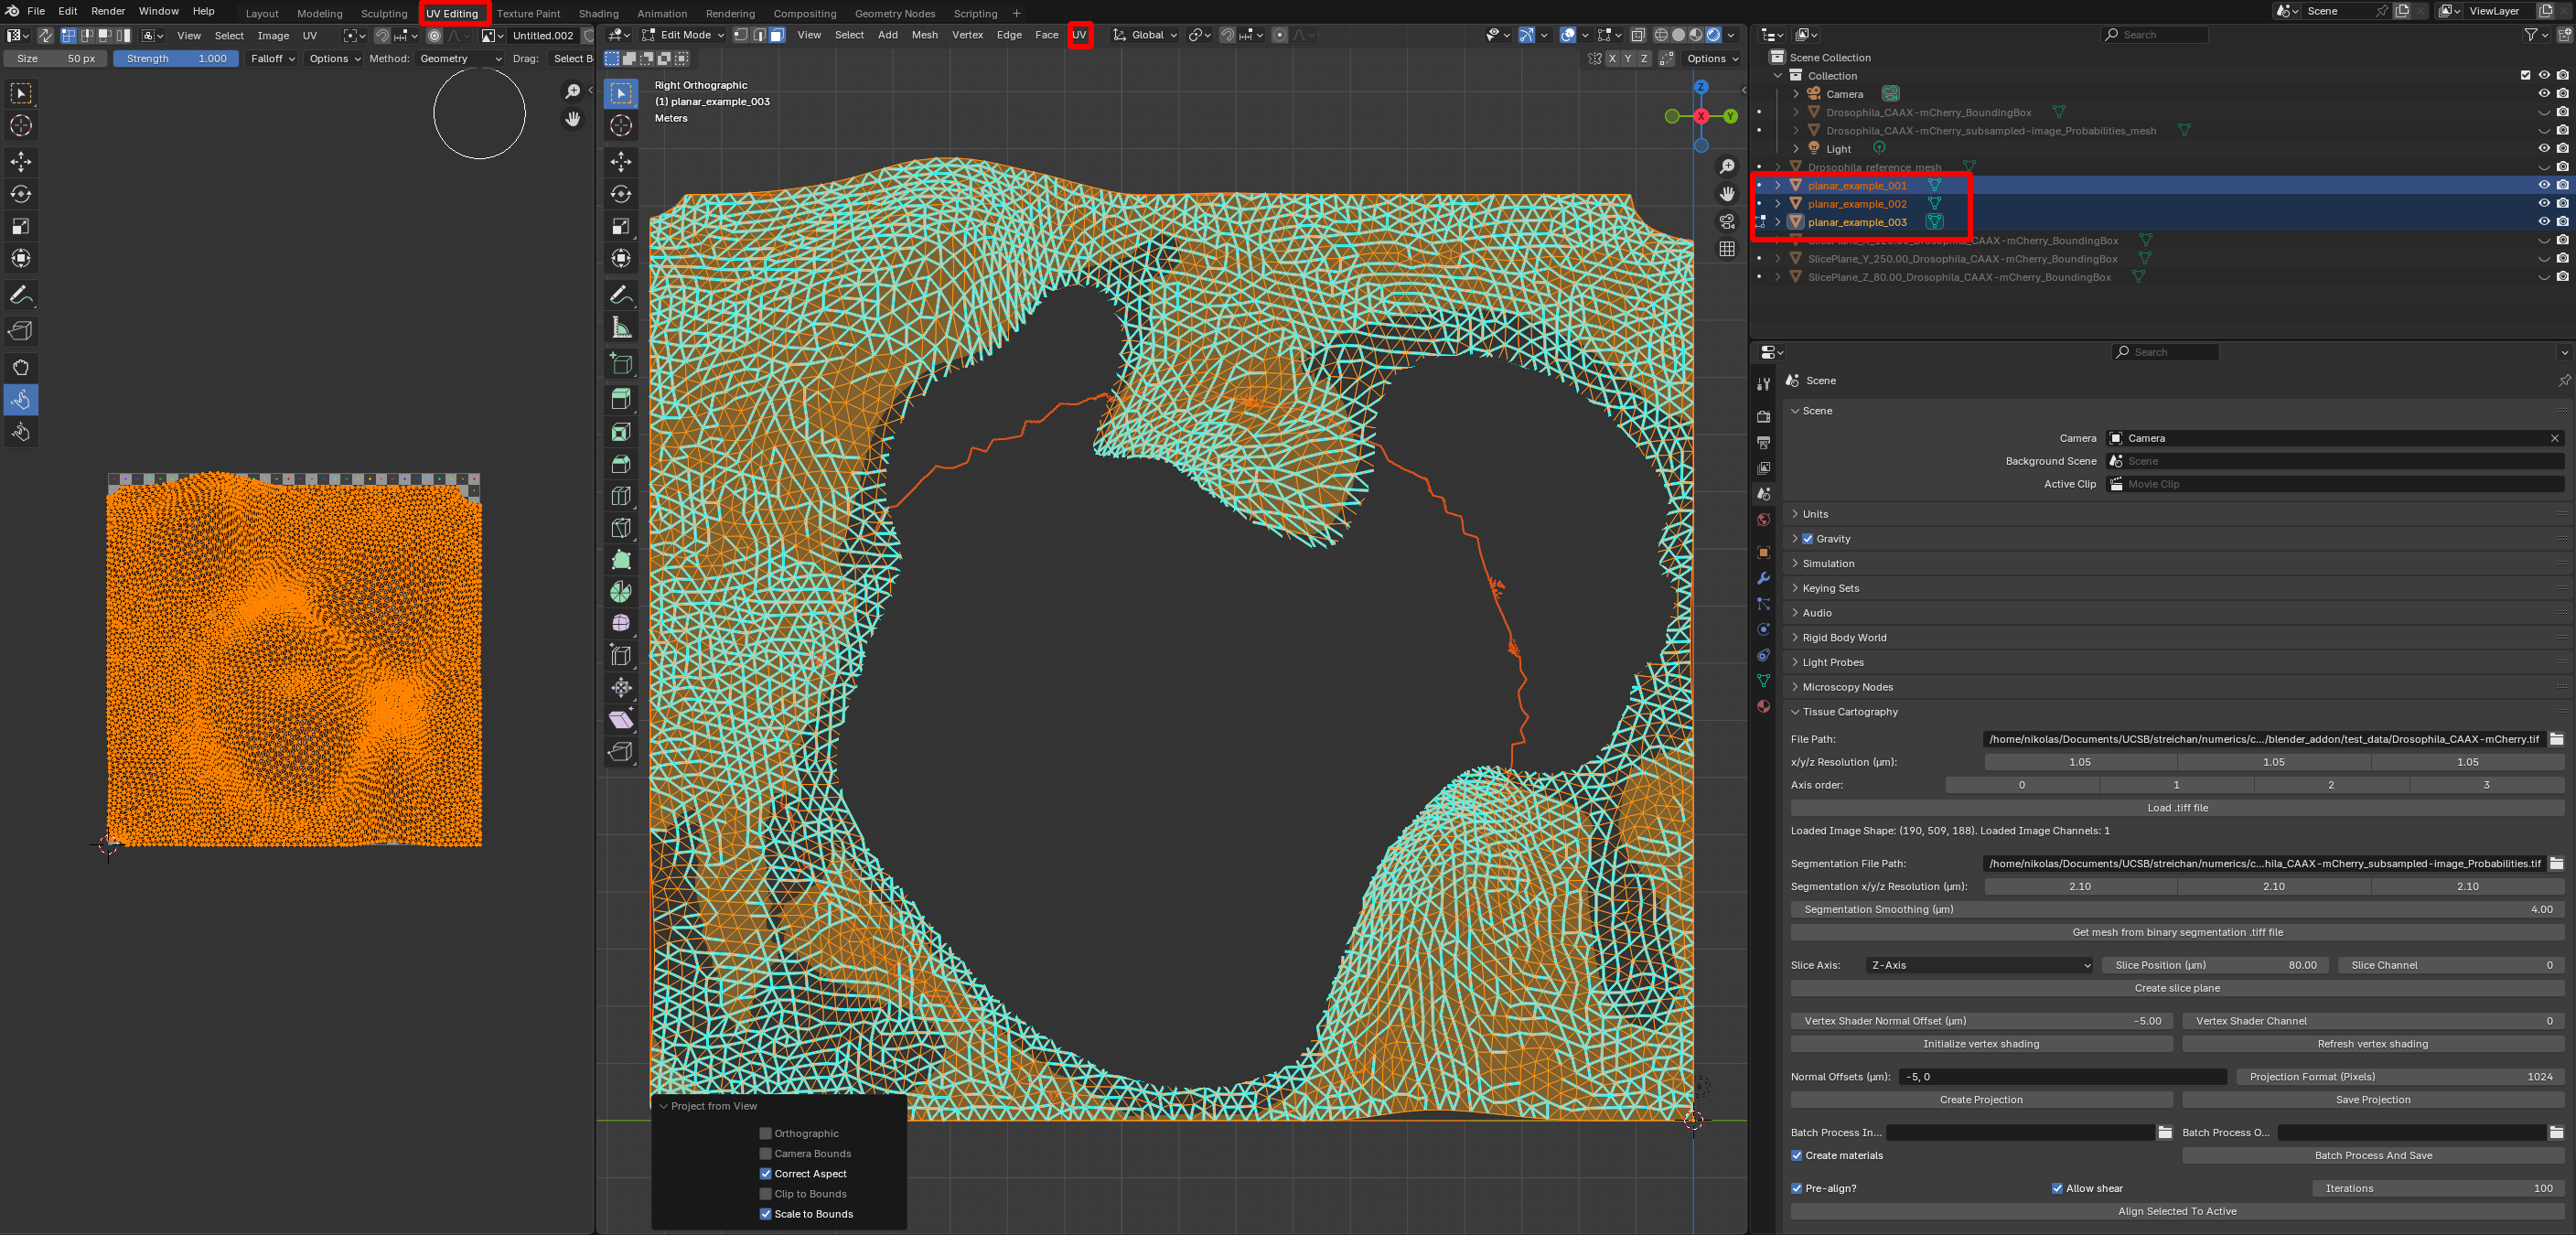 File Edit Render Window Help Layout Modeling Sculpting UV Editing Texture Paint Shading Animation Rendering Compositing Geometry Nodes Scripting + Scene ViewLayer
View Select Image UV Untitled.002 Edit Mode View Select Add Mesh Vertex Edge Face UV Global Search
Size 50 px Strength 1.000 Falloff Options Method: Geometry Drag: Select B X Y Z Options
Scene Collection
Collection
Camera
Drosophila_CAAX-mCherry_BoundingBox
Drosophila_CAAX-mCherry_subsampled-image_Probabilities_mesh
Light
Drosophila_reference_mesh
planar_example_001
planar_example_002
planar_example_003
SlicePlane_X_120.00_Drosophila_CAAX-mCherry_BoundingBox
SlicePlane_Y_250.00_Drosophila_CAAX-mCherry_BoundingBox
SlicePlane_Z_80.00_Drosophila_CAAX-mCherry_BoundingBox
Right Orthographic
(1) planar_example_003
Meters
Z
X
Y
Project from View
Orthographic
Camera Bounds
Correct Aspect
Clip to Bounds
Scale to Bounds
Search
Scene
Scene
Camera Camera
Background Scene Scene
Active Clip Movie Clip
Units
Gravity
Simulation
Keying Sets
Audio
Rigid Body World
Light Probes
Microscopy Nodes
Tissue Cartography
File Path: /home/nikolas/Documents/UCSB/streichan/numerics/c.../blender_addon/test_data/Drosophila_CAAX-mCherry.tif
x/y/z Resolution (µm): 1.05 1.05 1.05
Axis order: 0 1 2 3
Load .tiff file
Loaded Image Shape: (190, 509, 188). Loaded Image Channels: 1
Segmentation File Path: /home/nikolas/Documents/UCSB/streichan/numerics/c...hila_CAAX-mCherry_subsampled-image_Probabilities.tif
Segmentation x/y/z Resolution (µm): 2.10 2.10 2.10
Segmentation Smoothing (µm) 4.00
Get mesh from binary segmentation .tiff file
Slice Axis: Z-Axis Slice Position (µm) 80.00 Slice Channel 0
Create slice plane
Vertex Shader Normal Offset (µm) -5.00 Vertex Shader Channel 0
Initialize vertex shading Refresh vertex shading
Normal Offsets (µm): -5, 0 Projection Format (Pixels) 1024
Create Projection Save Projection
Batch Process In... Batch Process O...
Create materials Batch Process And Save
Pre-align? Allow shear Iterations 100
Align Selected To Active